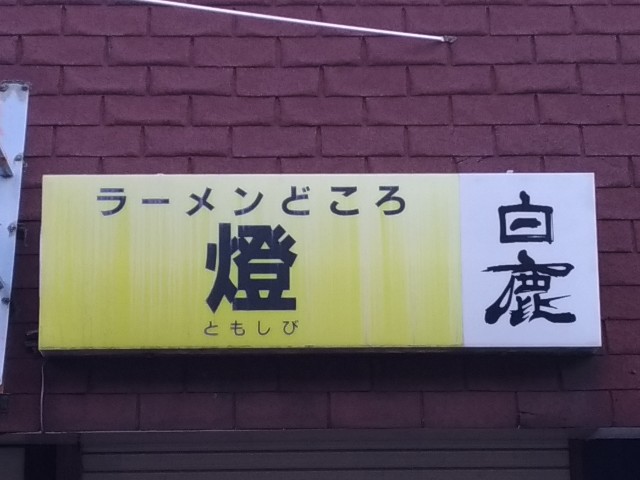 ラーメンどころ
燈
ともしび
白鹿